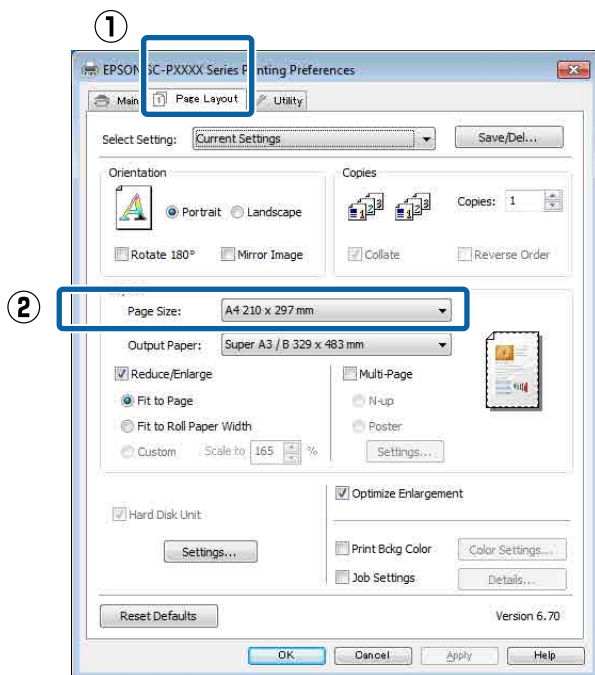 ①
EPSON SC-PXXXX Series Printing Preferences
Main Page Layout Utility
Select Setting: Current Settings Save/Del...
Orientation Copies
Portrait Landscape Copies: 1
Rotate 180° Mirror Image Collate Reverse Order
②
Page Size: A4 210 x 297 mm
Output Paper: Super A3 / B 329 x 483 mm
Reduce/Enlarge Multi-Page
Fit to Page N-up
Fit to Roll Paper Width Poster
Custom Scale to 165 % Settings...
Optimize Enlargement
Hard Disk Unit
Settings... Print Bckg Color Color Settings...
Job Settings Details...
Reset Defaults Version 6.70
OK Cancel Apply Help